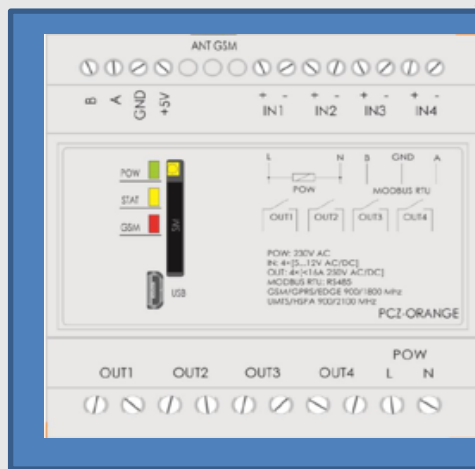 ANT GSM
B A GND +5V
+ - + - + - + -
IN1 IN2 IN3 IN4
POW
STAT
GSM
SIM
USB
L N B GND A
POW MODBUS RTU
OUT1 OUT2 OUT3 OUT4
POW: 230V AC
IN: 4×[5...12V AC/DC]
OUT: 4×[<16A 250V AC/DC]
MODBUS RTU: RS485
GSM/GPRS/EDGE 900/1800 MHz
UMTS/HSPA 900/2100 MHz
PCZ-ORANGE
POW
OUT1 OUT2 OUT3 OUT4 L N